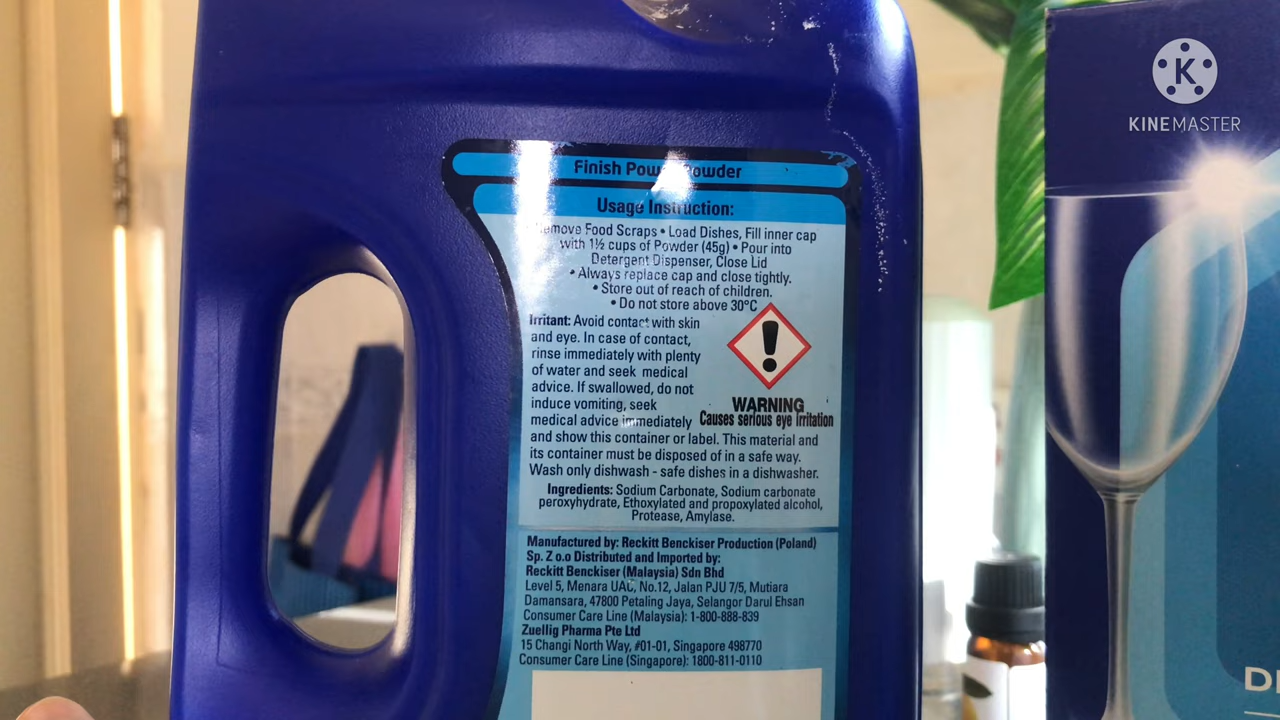 K
KINEMASTER
Finish Pow owder
Usage Instruction:
emove Food Scraps • Load Dishes, Fill inner cap
with 1½ cups of Powder (45g) • Pour into
Detergent Dispenser, Close Lid
• Always replace cap and close tightly.
• Store out of reach of children.
• Do not store above 30°C
Irritant: Avoid contact with skin
and eye. In case of contact,
rinse immediately with plenty
of water and seek medical
advice. If swallowed, do not
induce vomiting, seek
medical advice immediately
and show this container or label. This material and
its container must be disposed of in a safe way.
Wash only dishwash - safe dishes in a dishwasher.
WARNING
Causes serious eye irritation
Ingredients: Sodium Carbonate, Sodium carbonate
peroxyhydrate, Ethoxylated and propoxylated alcohol,
Protease, Amylase.
Manufactured by: Reckitt Benckiser Production (Poland)
Sp. Z o.o Distributed and Imported by:
Reckitt Benckiser (Malaysia) Sdn Bhd
Level 5, Menara UAC, No.12, Jalan PJU 7/5, Mutiara
Damansara, 47800 Petaling Jaya, Selangor Darul Ehsan
Consumer Care Line (Malaysia): 1-800-888-839
Zuellig Pharma Pte Ltd
15 Changi North Way, #01-01, Singapore 498770
Consumer Care Line (Singapore): 1800-811-0110